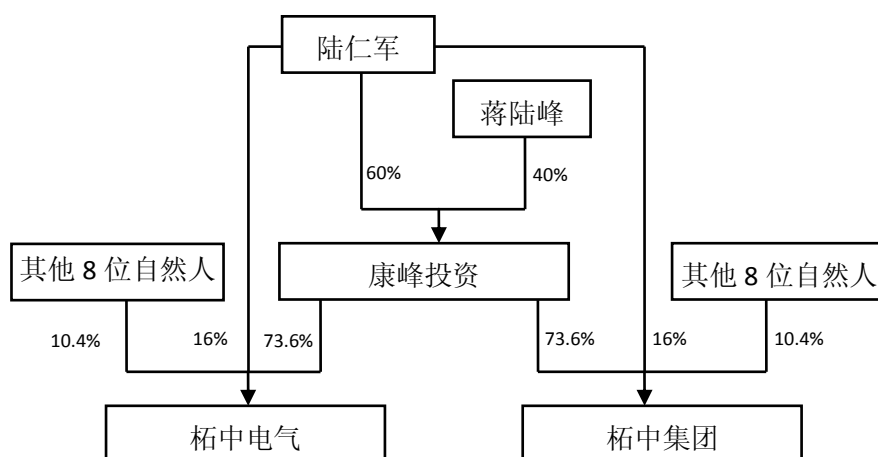 陆仁军
蒋陆峰
60%
40%
其他 8 位自然人
康峰投资
其他 8 位自然人
10.4%
16%
73.6%
73.6%
16%
10.4%
柘中电气
柘中集团